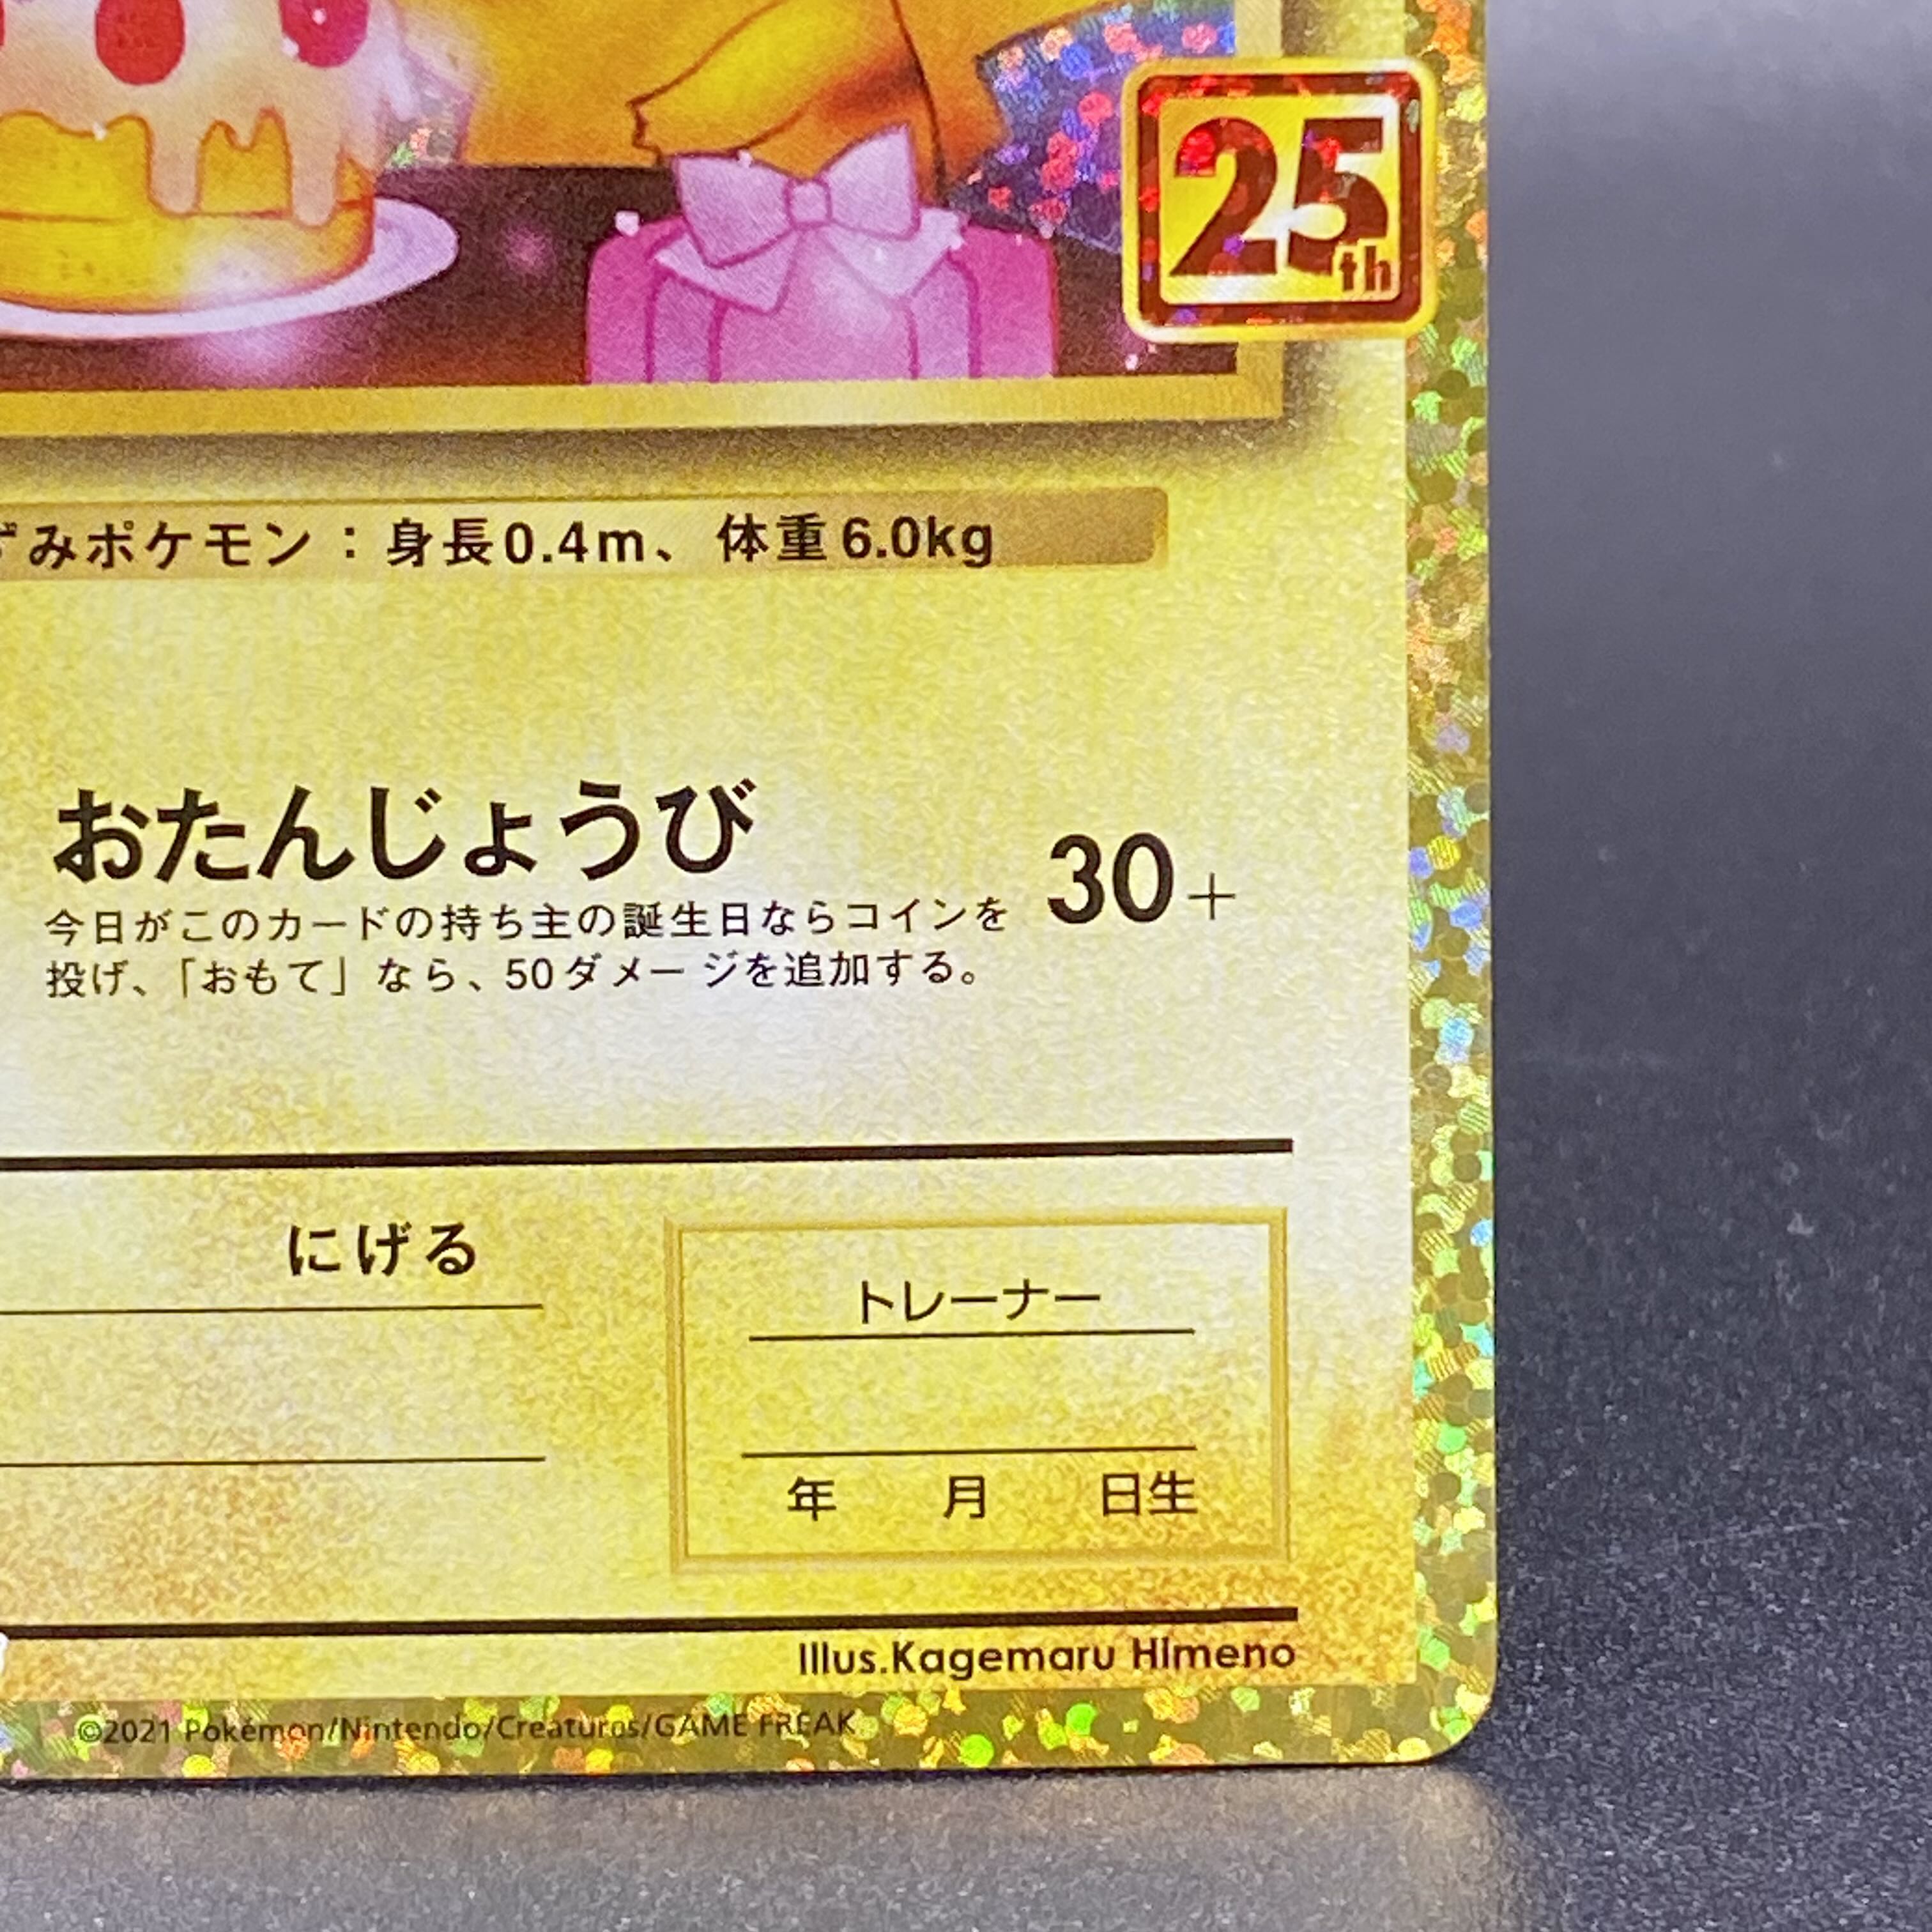 25th
ずみポケモン：身長0.4m、体重6.0kg
おたんじょうび 30+
今日がこのカードの持ち主の誕生日ならコインを
投げ、「おもて」なら、50ダメージを追加する。
にげる
トレーナー
年 月 日生
Illus.Kagemaru HImeno
©2021 Pokémon/Nintendo/Creatures/GAME FREAK